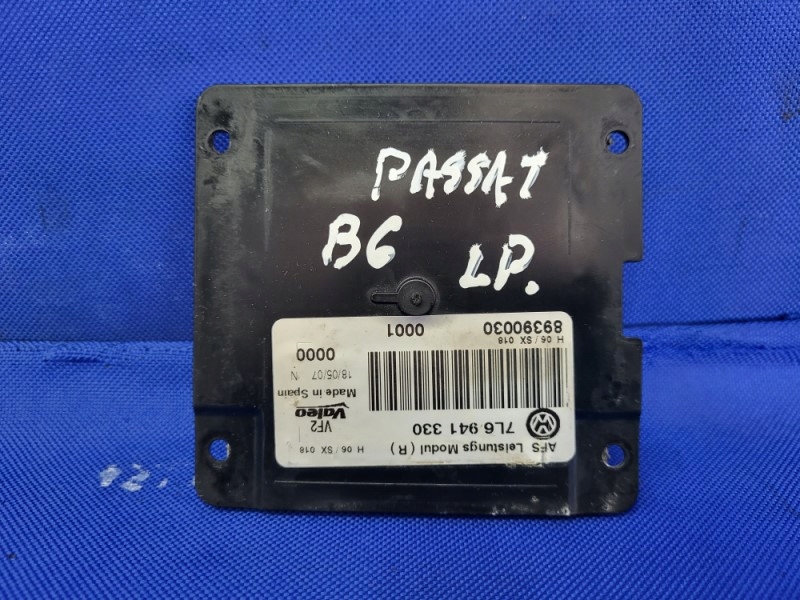 PASSAT
B6 LP.
AFS Leistungs Modul (R)
7L6 941 330
H 06 / SX 018
VF2
Valeo
Made in Spain
18/05/07 N
0000
H 06 / SX 018
89390030 0001